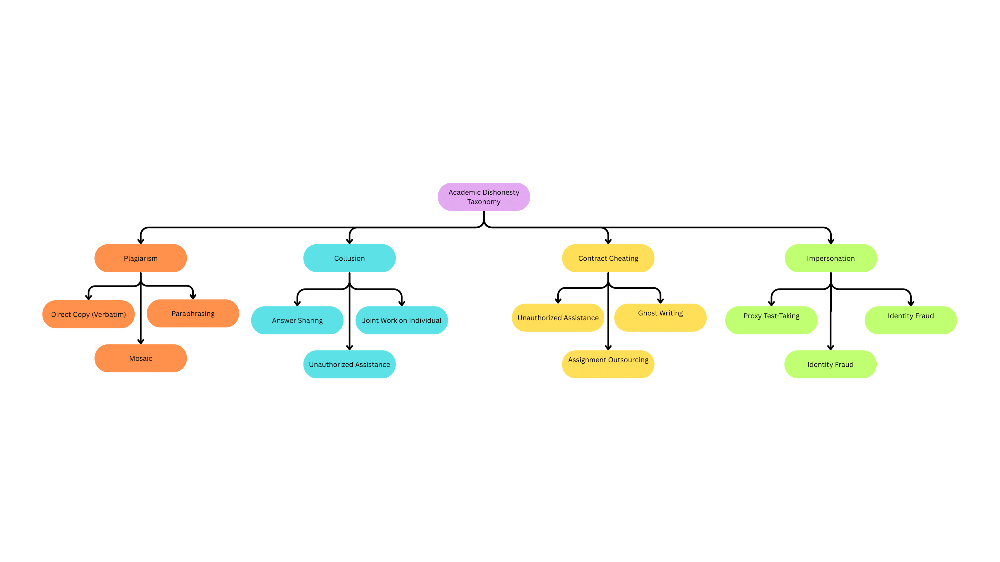 Academic Dishonesty
Taxonomy
Plagiarism
Collusion
Contract Cheating
Impersonation
Direct Copy (Verbatim)
Paraphrasing
Mosaic
Answer Sharing
Joint Work on Individual
Unauthorized Assistance
Unauthorized Assistance
Ghost Writing
Assignment Outsourcing
Proxy Test-Taking
Identity Fraud
Identity Fraud